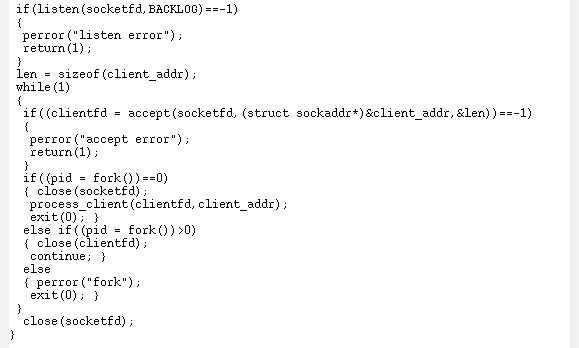 if(listen(socketfd,BACKLOG)==-1)
{
perror("listen error");
return(1);
}
len = sizeof(client_addr);
while(1)
{
if((clientfd = accept(socketfd,(struct sockaddr*)&client_addr,&len))==-1)
{
perror("accept error");
return(1);
}
if((pid = fork())==0)
{ close(socketfd);
process_client(clientfd,client_addr);
exit(0); }
else if((pid = fork())>0)
{ close(clientfd);
continue; }
else
{ perror("fork");
exit(0); }
}
close(socketfd);
}